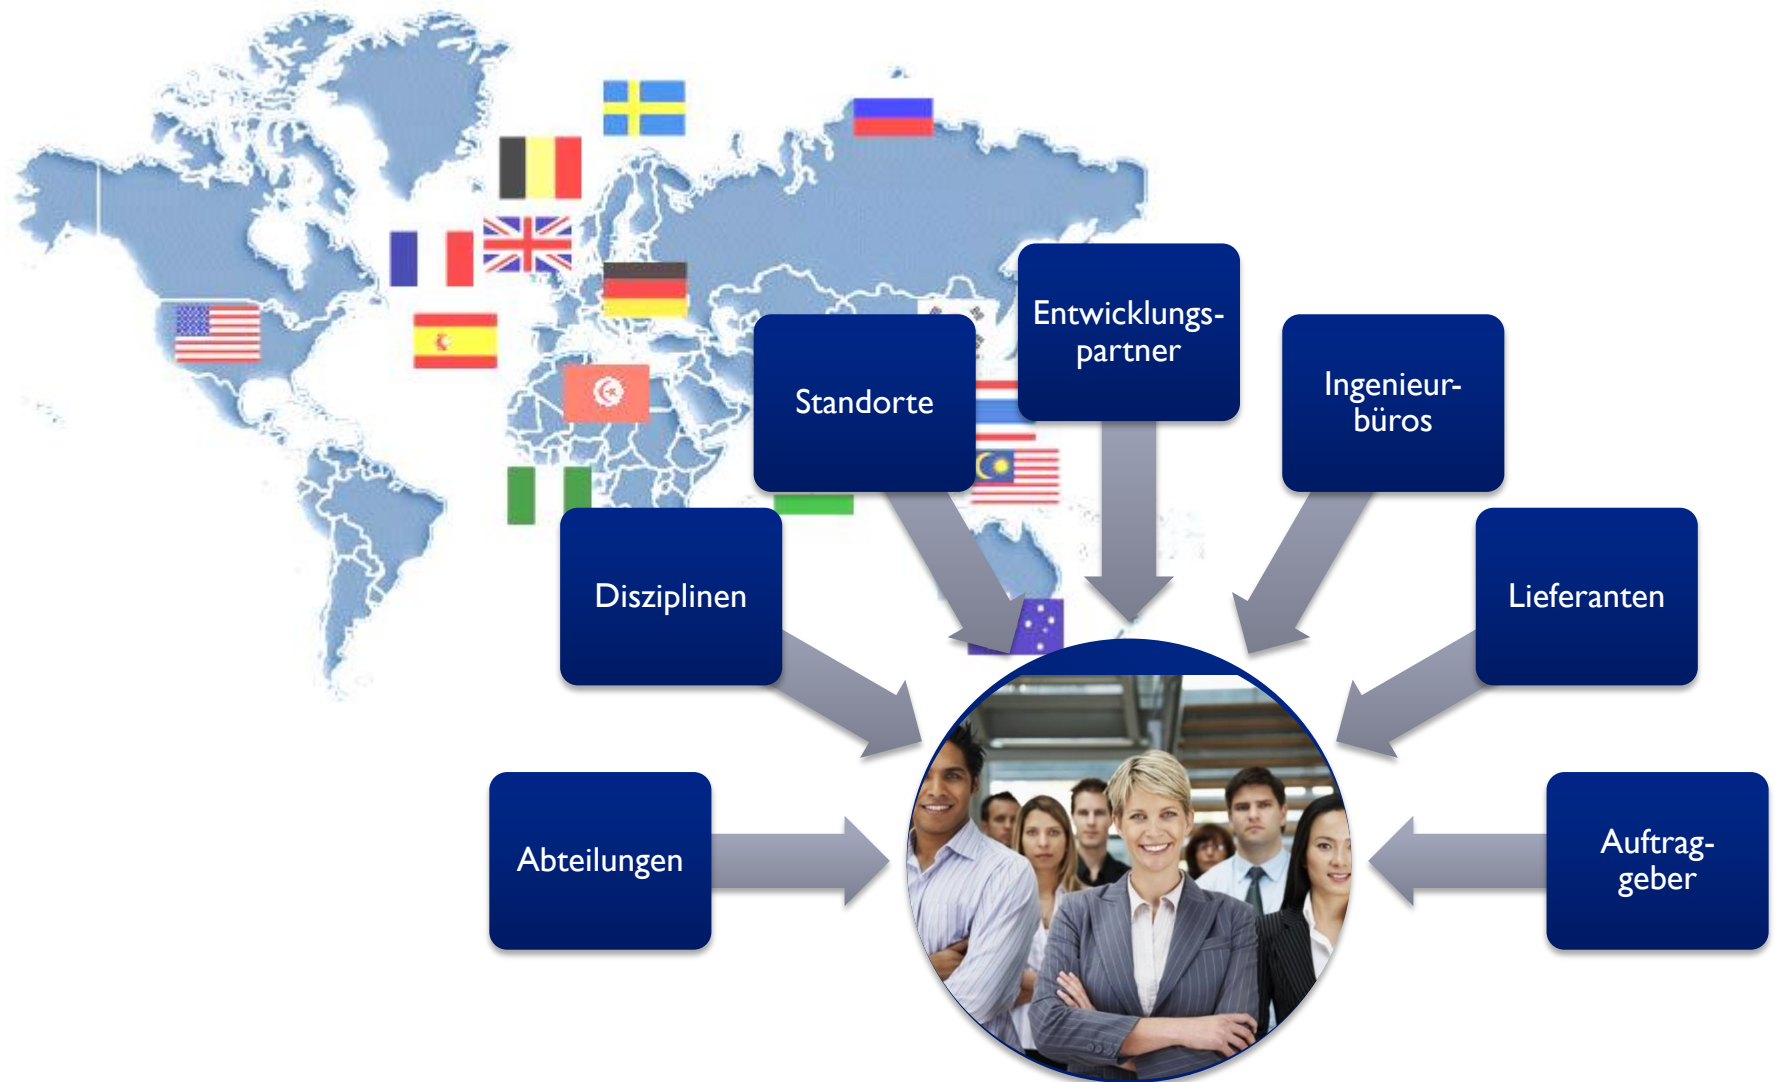 Entwicklungs-
partner
Standorte
Ingenieur-
büros
Disziplinen
Lieferanten
Abteilungen
Auftrag-
geber